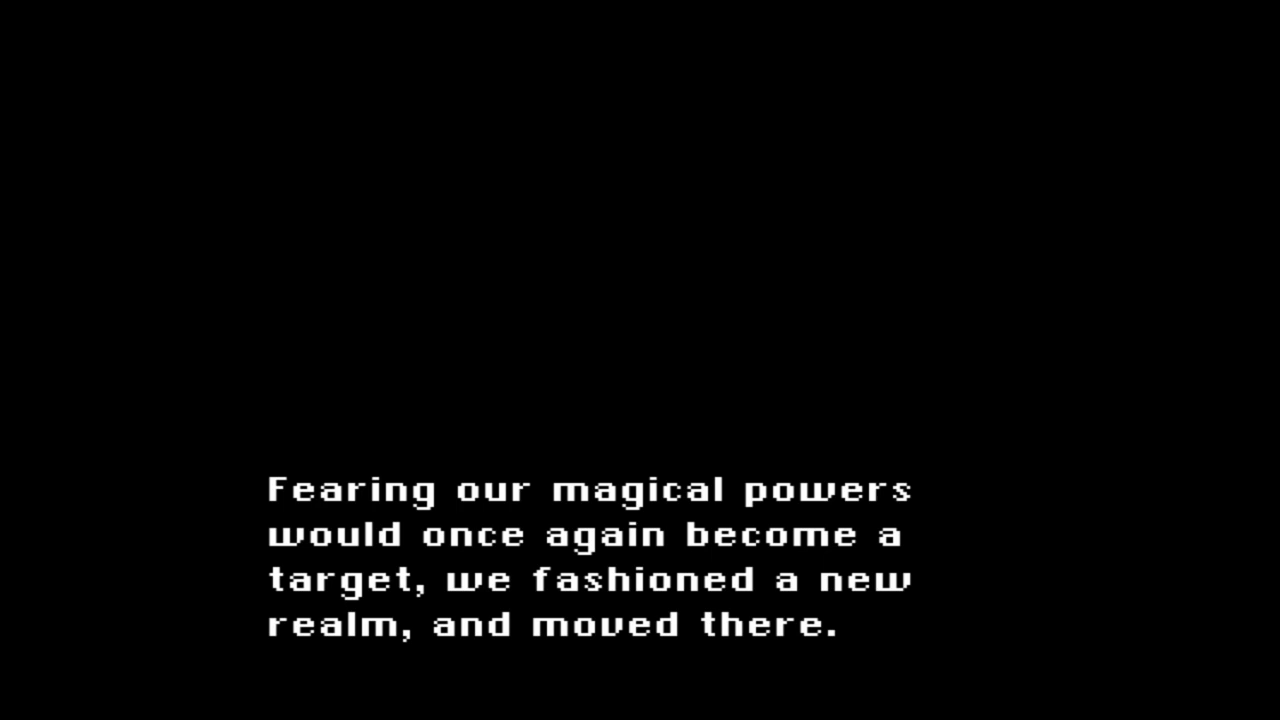 Fearing our magical powers
would once again become a
target, we fashioned a new
realm, and moved there.